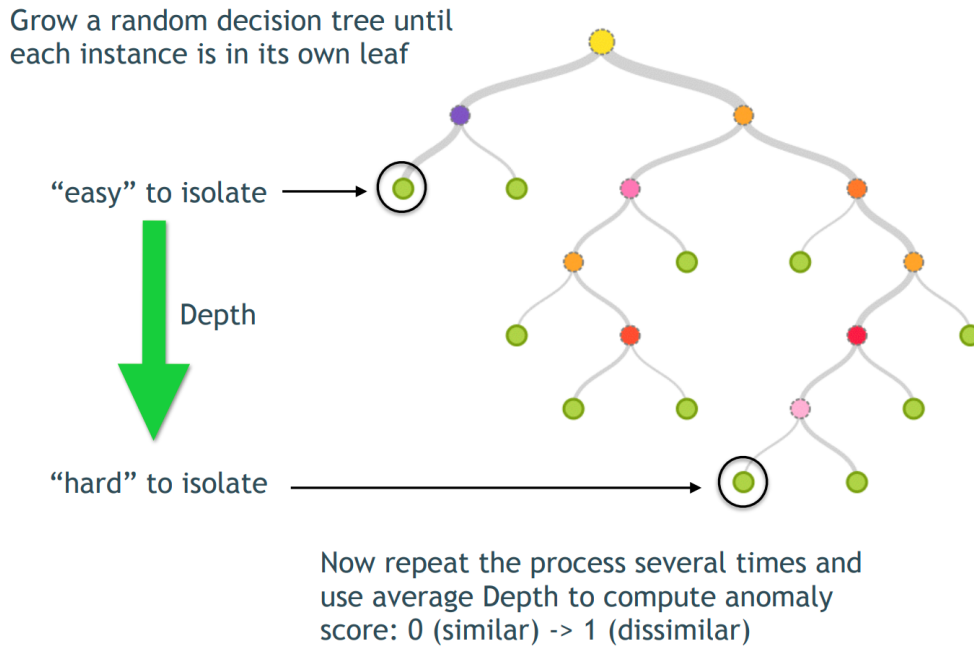 Grow a random decision tree until
each instance is in its own leaf
“easy” to isolate
Depth
“hard” to isolate
Now repeat the process several times and
use average Depth to compute anomaly
score: 0 (similar) -> 1 (dissimilar)